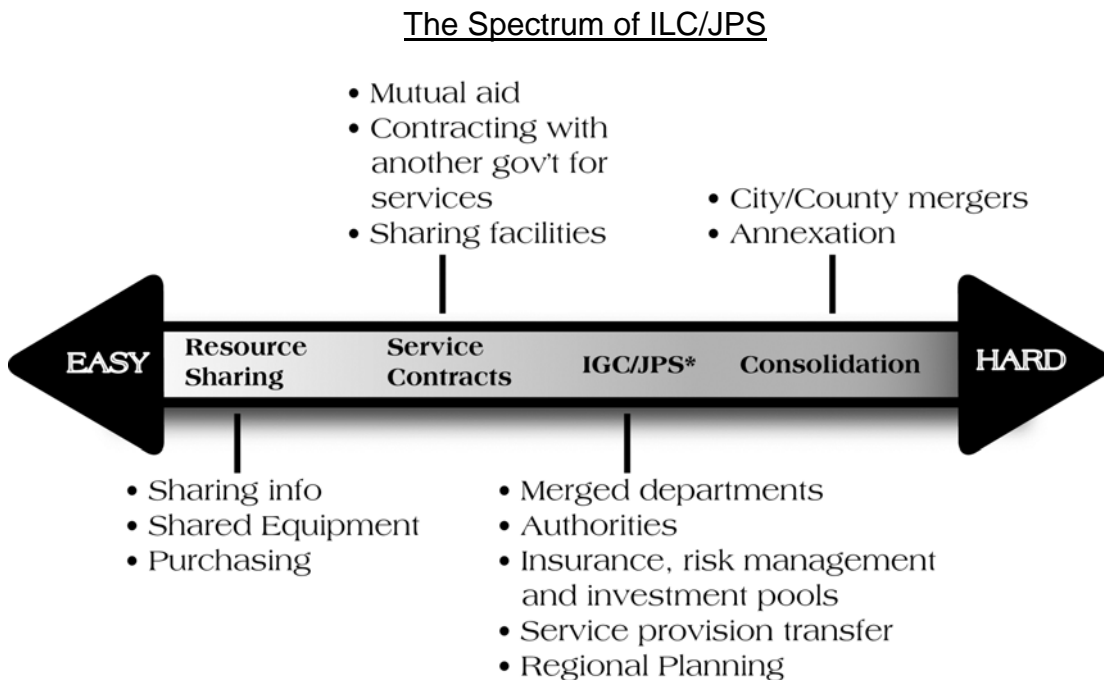 The Spectrum of ILC/JPS
• Mutual aid
• Contracting with
another gov't for
services
• Sharing facilities
• City/County mergers
• Annexation
EASY
Resource
Sharing
Service
Contracts
IGC/JPS*
Consolidation
HARD
• Sharing info
• Shared Equipment
• Purchasing
• Merged departments
• Authorities
• Insurance, risk management
and investment pools
• Service provision transfer
• Regional Planning